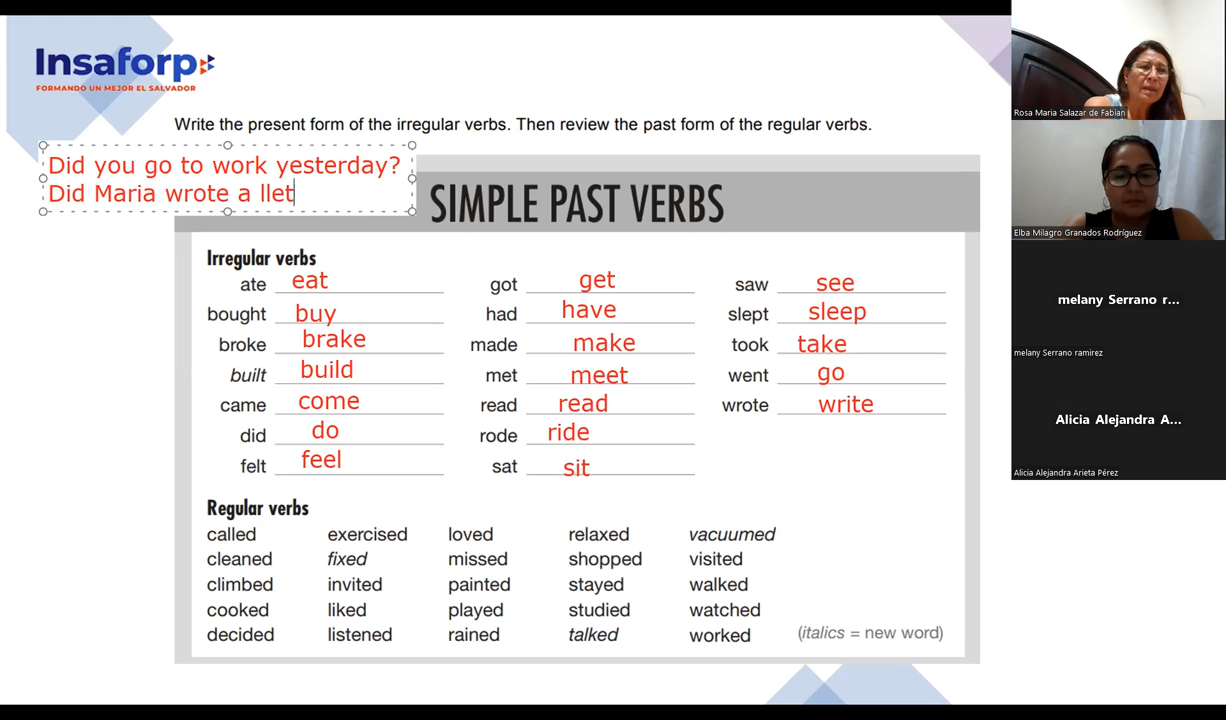 Insaforp
FORMANDO UN MEJOR EL SALVADOR
Write the present form of the irregular verbs. Then review the past form of the regular verbs.
Did you go to work yesterday?
Did Maria wrote a llet
SIMPLE PAST VERBS
Irregular verbs
ate eat got get saw see
bought buy had have slept sleep
broke brake made make took take
built build met meet went go
came come read read wrote write
did do rode ride
felt feel sat sit
Regular verbs
called exercised loved relaxed vacuumed
cleaned fixed missed shopped visited
climbed invited painted stayed walked
cooked liked played studied watched
decided listened rained talked worked (italics = new word)
Rosa Maria Salazar de Fabian
Elba Milagro Granados Rodríguez
melany Serrano r...
melany Serrano ramirez
Alicia Alejandra A...
Alicia Alejandra Arieta Pérez